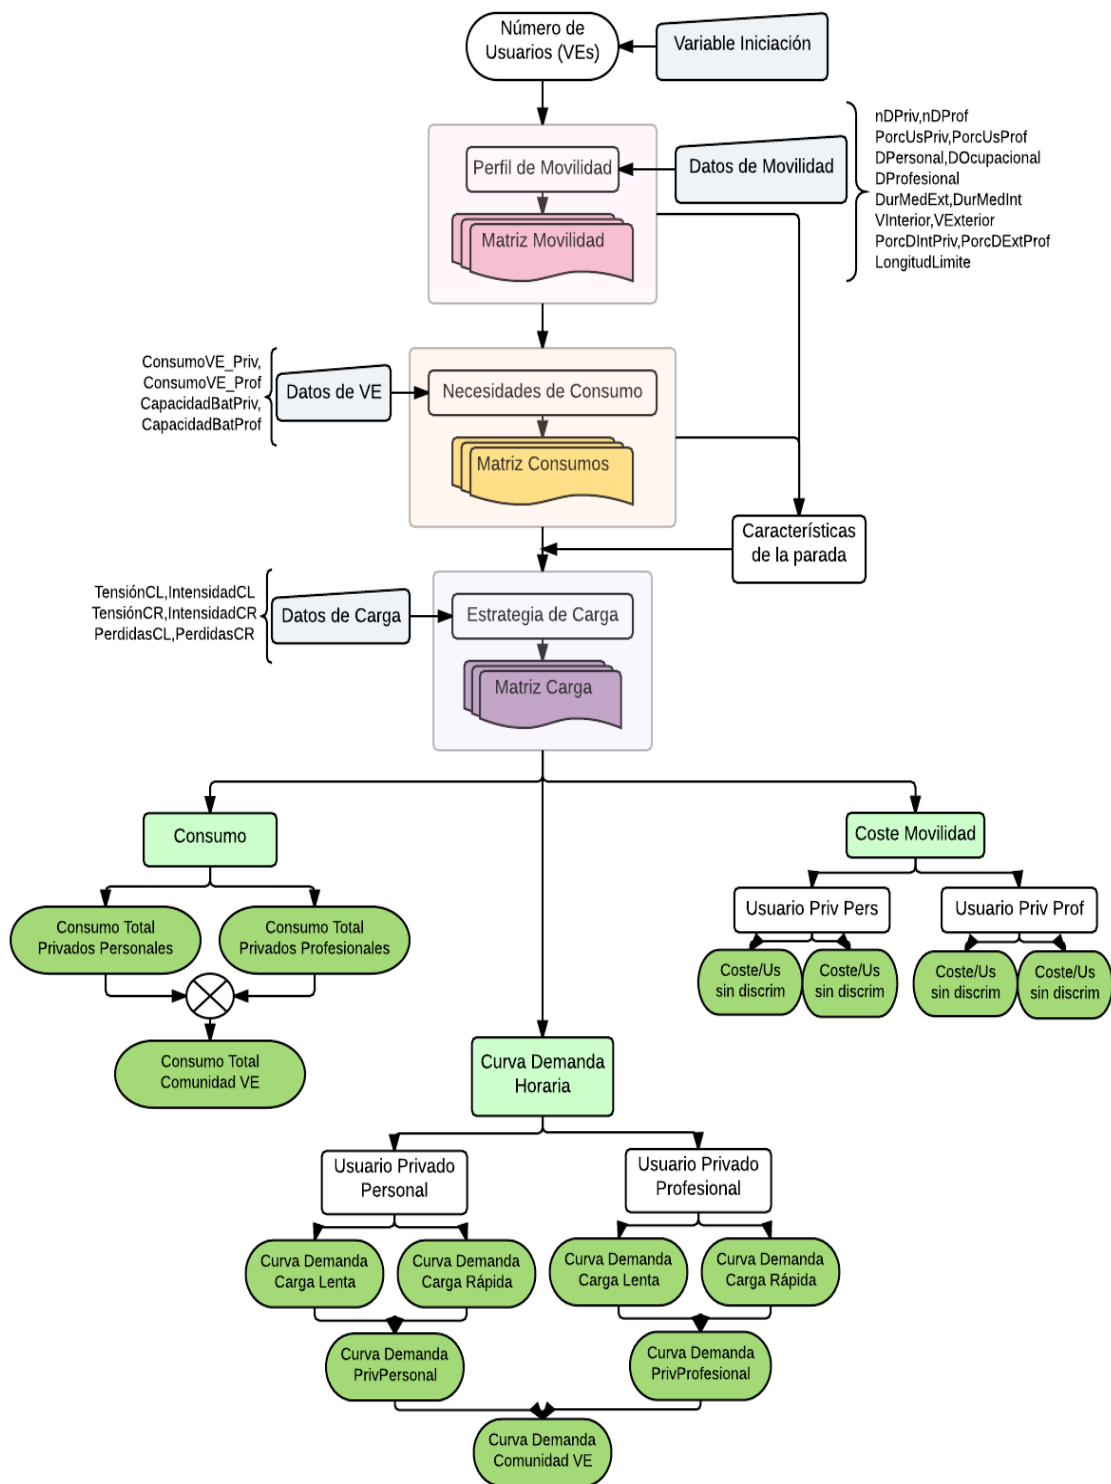 Número de
Usuarios (VEs)
Variable Iniciación
nDPriv,nDProf
PorcUsPriv,PorcUsProf
DPersonal,DOcupacional
DProfesional
DurMedExt,DurMedInt
VInterior,VExterior
PorcDIntPriv,PorcDExtProf
LongitudLimite
Datos de Movilidad
Perfil de Movilidad
Matriz Movilidad
ConsumoVE_Priv,
ConsumoVE_Prof
CapacidadBatPriv,
CapacidadBatProf
Datos de VE
Necesidades de Consumo
Matriz Consumos
Características
de la parada
TensiónCL,IntensidadCL
TensiónCR,IntensidadCR
PerdidasCL,PerdidasCR
Datos de Carga
Estrategia de Carga
Matriz Carga
Consumo
Coste Movilidad
Consumo Total
Privados Personales
Consumo Total
Privados Profesionales
Usuario Priv Pers
Usuario Priv Prof
Coste/Us
sin discrim
Coste/Us
sin discrim
Coste/Us
sin discrim
Coste/Us
sin discrim
Consumo Total
Comunidad VE
Curva Demanda
Horaria
Usuario Privado
Personal
Usuario Privado
Profesional
Curva Demanda
Carga Lenta
Curva Demanda
Carga Rápida
Curva Demanda
Carga Lenta
Curva Demanda
Carga Rápida
Curva Demanda
PrivPersonal
Curva Demanda
PrivProfesional
Curva Demanda
Comunidad VE